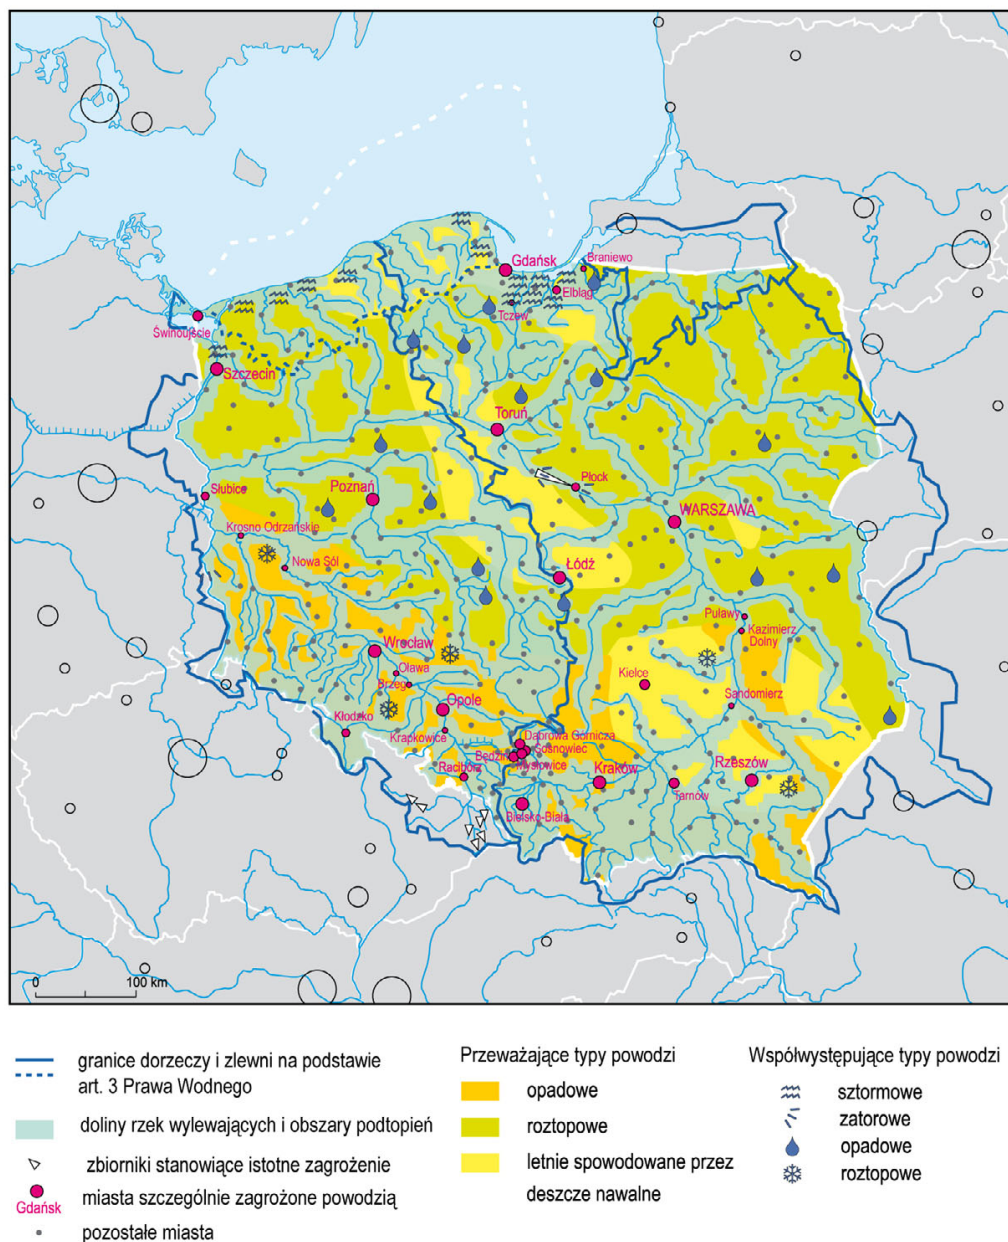 Gdańsk
Braniewo
Elbląg
Tczew
Świnoujście
Szczecin
Toruń
Płock
Słubice
Poznań
WARSZAWA
Krosno Odrzańskie
Nowa Sól
Łódź
Puławy
Kazimierz
Dolny
Wrocław
Oława
Brzeg
Kielce
Sandomierz
Opole
Kłodzko
Krapkowice
Dąbrowa Górnicza
Sosnowiec
Będzin
Mysłowice
Racibórz
Kraków
Rzeszów
Tarnów
Bielsko-Biała
0 100 km
granice dorzeczy i zlewni na podstawie
art. 3 Prawa Wodnego
doliny rzek wylewających i obszary podtopień
zbiorniki stanowiące istotne zagrożenie
Gdańsk
miasta szczególnie zagrożone powodzią
pozostałe miasta
Przeważające typy powodzi
opadowe
roztopowe
letnie spowodowane przez
deszcze nawalne
Współwystępujące typy powodzi
sztormowe
zatorowe
opadowe
roztopowe